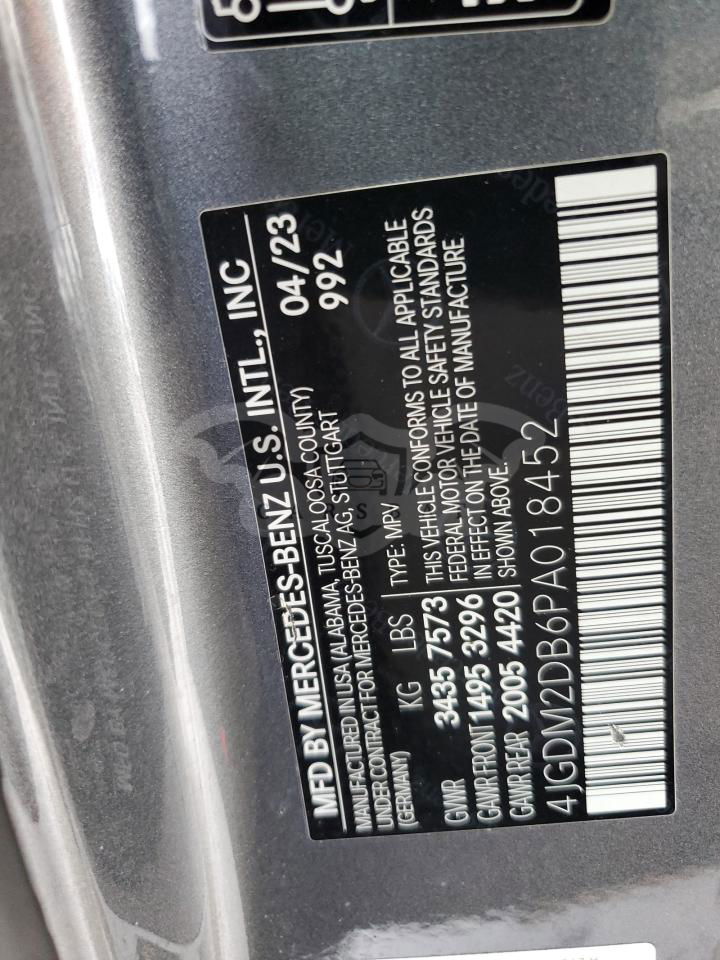 MFD BY MERCEDES-BENZ U.S. INTL., INC
MANUFACTURED IN USA (ALABAMA, TUSCALOOSA COUNTY)
UNDER CONTRACT FOR MERCEDES-BENZ AG, STUTTGART
(GERMANY)
04/23
992
KG LBS
TYPE: MPV
GVWR 3435 7573
GAWR FRONT 1495 3296
GAWR REAR 2005 4420
THIS VEHICLE CONFORMS TO ALL APPLICABLE
FEDERAL MOTOR VEHICLE SAFETY STANDARDS
IN EFFECT ON THE DATE OF MANUFACTURE
SHOWN ABOVE.
4JGDM2DB6PA018452